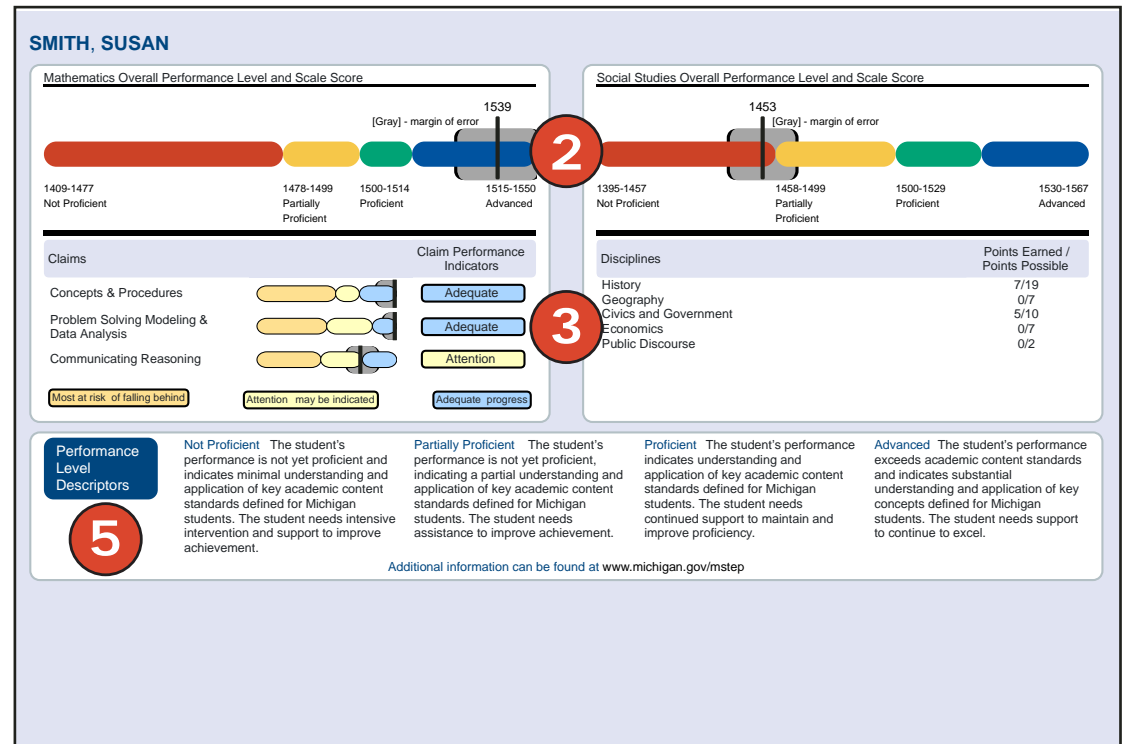 SMITH, SUSAN
Mathematics Overall Performance Level and Scale Score
1539
[Gray] - margin of error
1409-1477
Not Proficient
1478-1499
Partially
Proficient
1500-1514
Proficient
1515-1550
Advanced
Claims
Claim Performance
Indicators
Concepts & Procedures
Adequate
Problem Solving Modeling &
Data Analysis
Adequate
Communicating Reasoning
Attention
Most at risk of falling behind
Attention may be indicated
Adequate progress
2
3
Social Studies Overall Performance Level and Scale Score
1453
[Gray] - margin of error
1395-1457
Not Proficient
1458-1499
Partially
Proficient
1500-1529
Proficient
1530-1567
Advanced
Disciplines
Points Earned /
Points Possible
History 7/19
Geography 0/7
Civics and Government 5/10
Economics 0/7
Public Discourse 0/2
Performance
Level
Descriptors
5
Not Proficient The student's
performance is not yet proficient and
indicates minimal understanding and
application of key academic content
standards defined for Michigan
students. The student needs intensive
intervention and support to improve
achievement.
Partially Proficient The student's
performance is not yet proficient,
indicating a partial understanding and
application of key academic content
standards defined for Michigan
students. The student needs
assistance to improve achievement.
Proficient The student's performance
indicates understanding and
application of key academic content
standards defined for Michigan
students. The student needs
continued support to maintain and
improve proficiency.
Advanced The student's performance
exceeds academic content standards
and indicates substantial
understanding and application of key
concepts defined for Michigan
students. The student needs support
to continue to excel.
Additional information can be found at www.michigan.gov/mstep